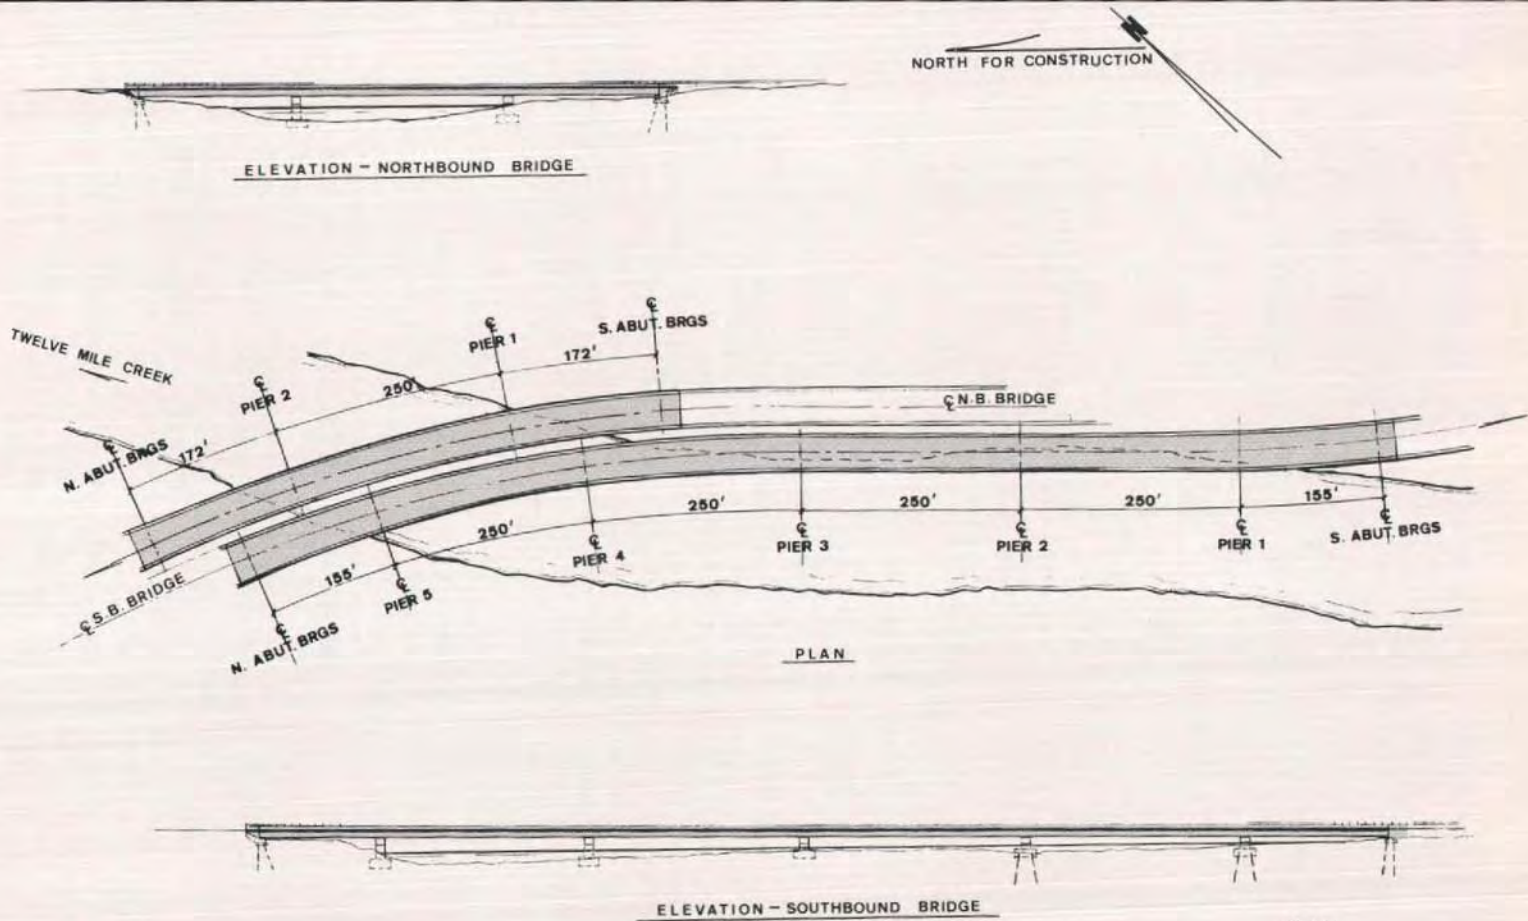 N
NORTH FOR CONSTRUCTION
ELEVATION – NORTHBOUND BRIDGE
TWELVE MILE CREEK
℄
N. ABUT. BRGS
172'
℄
PIER 2
250'
℄
PIER 1
172'
℄
S. ABUT. BRGS
℄ N.B. BRIDGE
℄ S.B. BRIDGE
℄
N. ABUT. BRGS
155'
℄
PIER 5
250'
℄
PIER 4
250'
℄
PIER 3
250'
℄
PIER 2
250'
℄
PIER 1
155'
℄
S. ABUT. BRGS
PLAN
ELEVATION – SOUTHBOUND BRIDGE